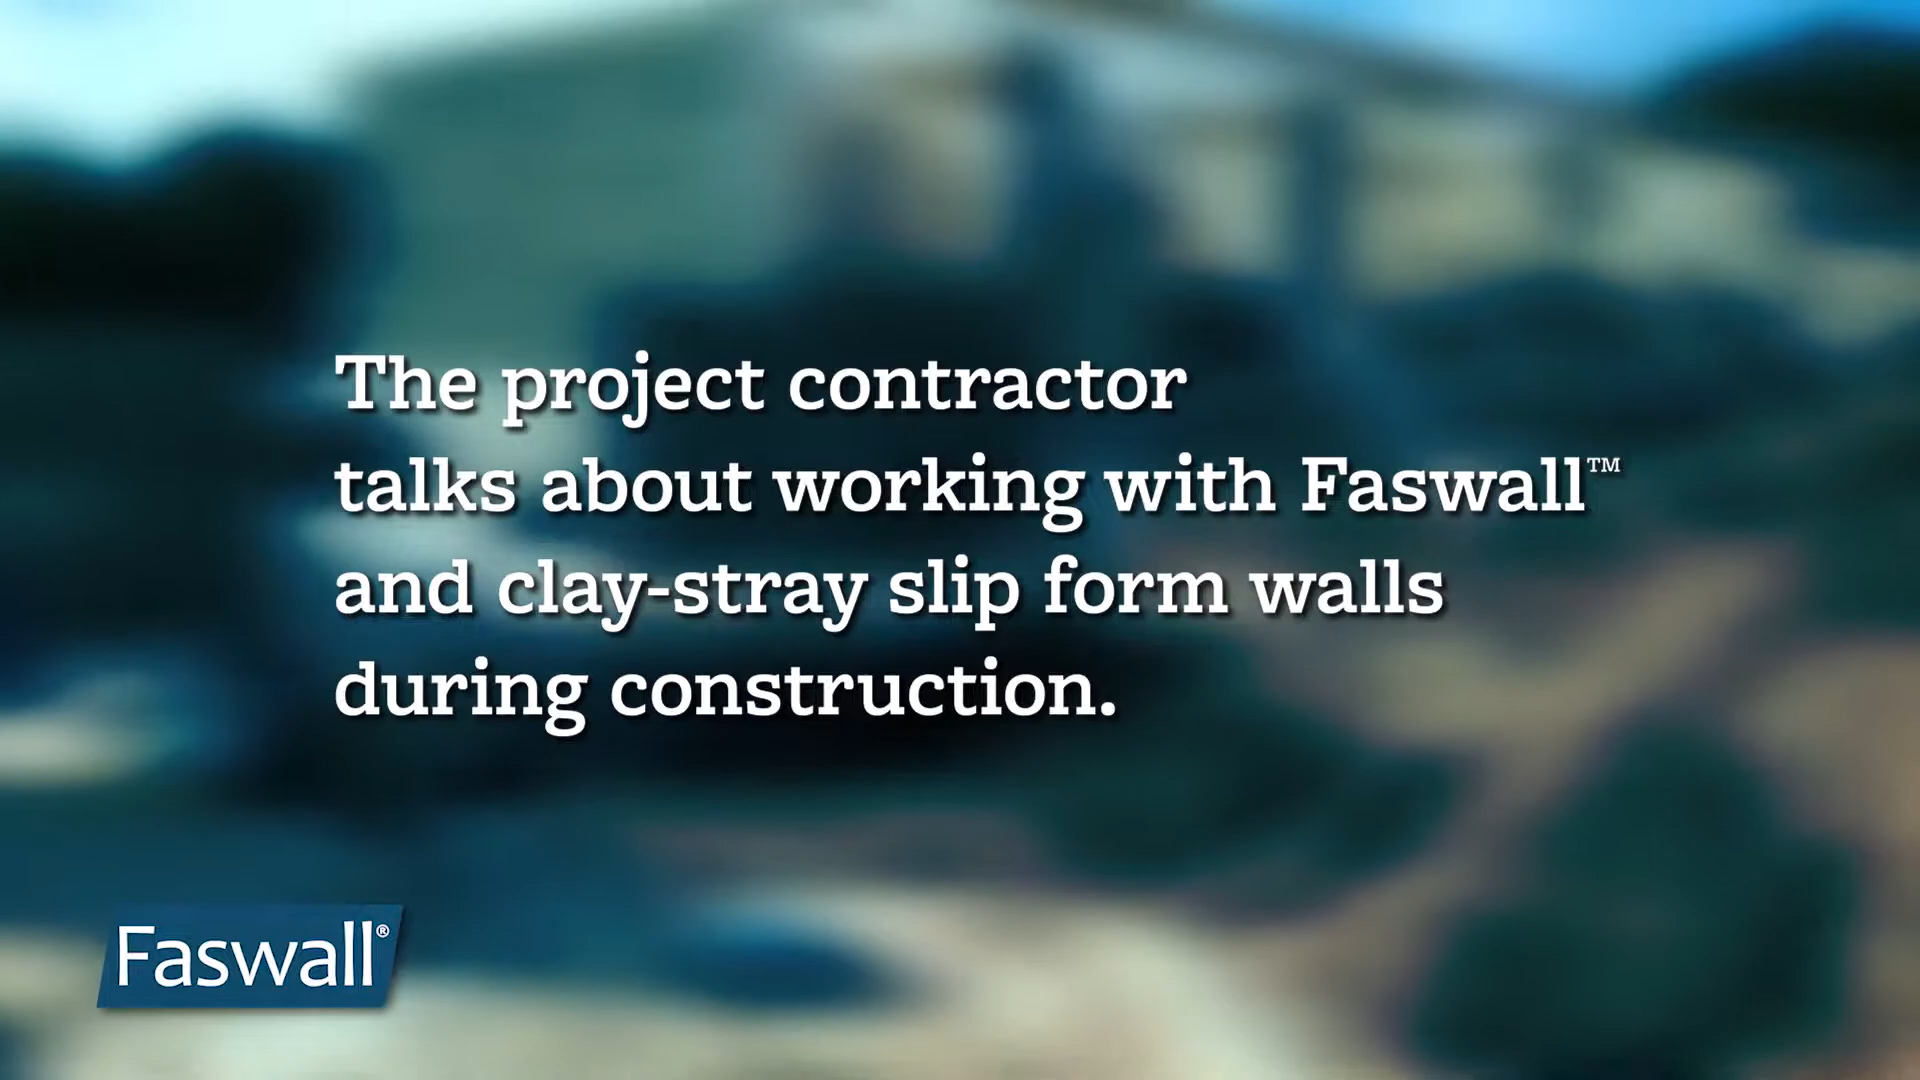 The project contractor
talks about working with Faswall™
and clay-stray slip form walls
during construction.
Faswall®